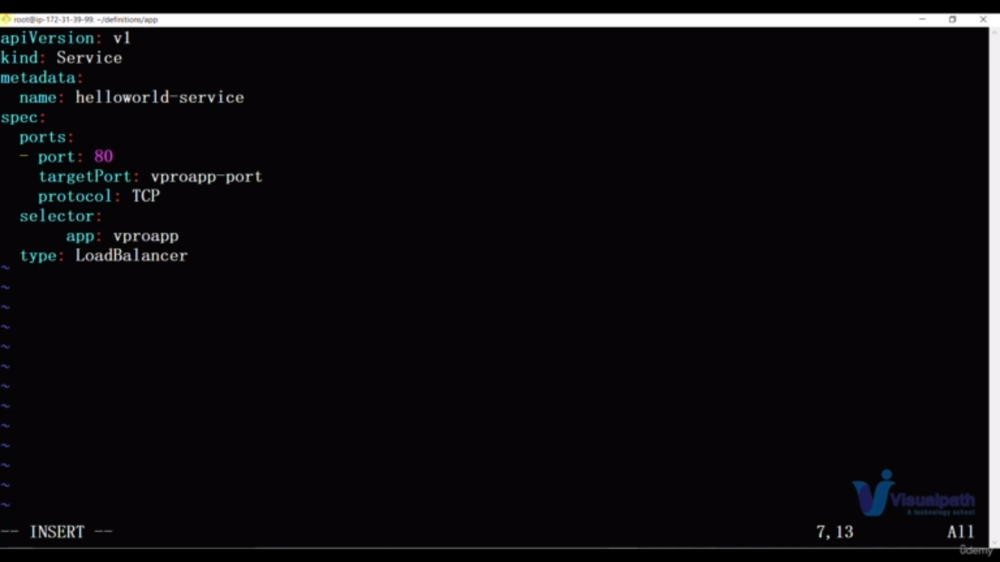 root@ip-172-31-39-99: ~/definitions/app
apiVersion: v1
kind: Service
metadata:
  name: helloworld-service
spec:
  ports:
  - port: 80
    targetPort: vproapp-port
    protocol: TCP
  selector:
       app: vproapp
  type: LoadBalancer
~
~
~
~
~
~
~
~
~
~
~
~
~
Visualpath
A technology school
-- INSERT -- 7,13 All
ûdemy